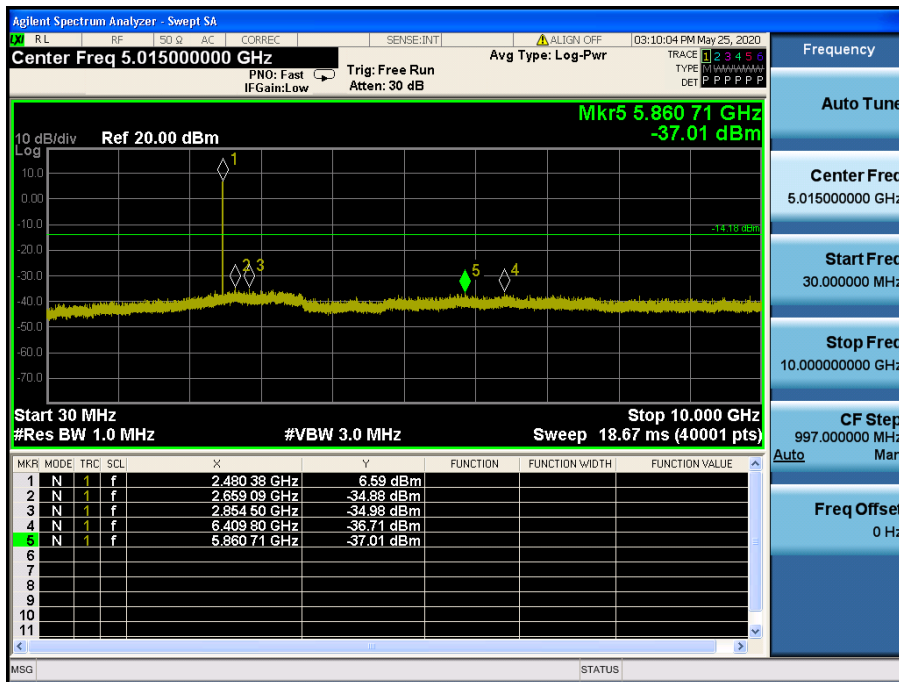 Agilent Spectrum Analyzer - Swept SA
LXI RL RF 50 Ω AC CORREC SENSE:INT ALIGN OFF 03:10:04 PM May 25, 2020
Center Freq 5.015000000 GHz
PNO: Fast
IFGain:Low
Trig: Free Run
Atten: 30 dB
Avg Type: Log-Pwr
TRACE 1 2 3 4 5 6
TYPE M WWWWW
DET P P P P P P
Mkr5 5.860 71 GHz
-37.01 dBm
10 dB/div Ref 20.00 dBm
Log
10.0
0.00
-10.0
-20.0
-30.0
-40.0
-50.0
-60.0
-70.0
1
2
3
5
4
-14.18 dBm
Start 30 MHz Stop 10.000 GHz
#Res BW 1.0 MHz #VBW 3.0 MHz Sweep 18.67 ms (40001 pts)
MKR MODE TRC SCL X Y FUNCTION FUNCTION WIDTH FUNCTION VALUE
1 N 1 f 2.480 38 GHz 6.59 dBm
2 N 1 f 2.659 09 GHz -34.88 dBm
3 N 1 f 2.854 50 GHz -34.98 dBm
4 N 1 f 6.409 80 GHz -36.71 dBm
5 N 1 f 5.860 71 GHz -37.01 dBm
6
7
8
9
10
11
MSG STATUS
Frequency
Auto Tune
Center Freq
5.015000000 GHz
Start Freq
30.000000 MHz
Stop Freq
10.000000000 GHz
CF Step
997.000000 MHz
Auto Man
Freq Offset
0 Hz